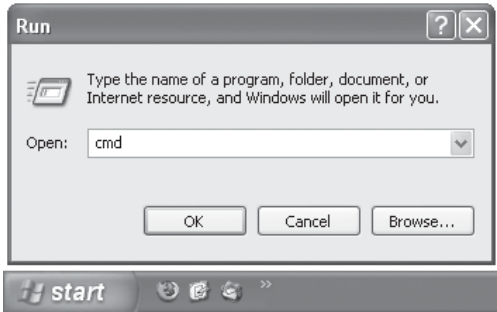 Run
Type the name of a program, folder, document, or
Internet resource, and Windows will open it for you.
Open: cmd
OK Cancel Browse...
start